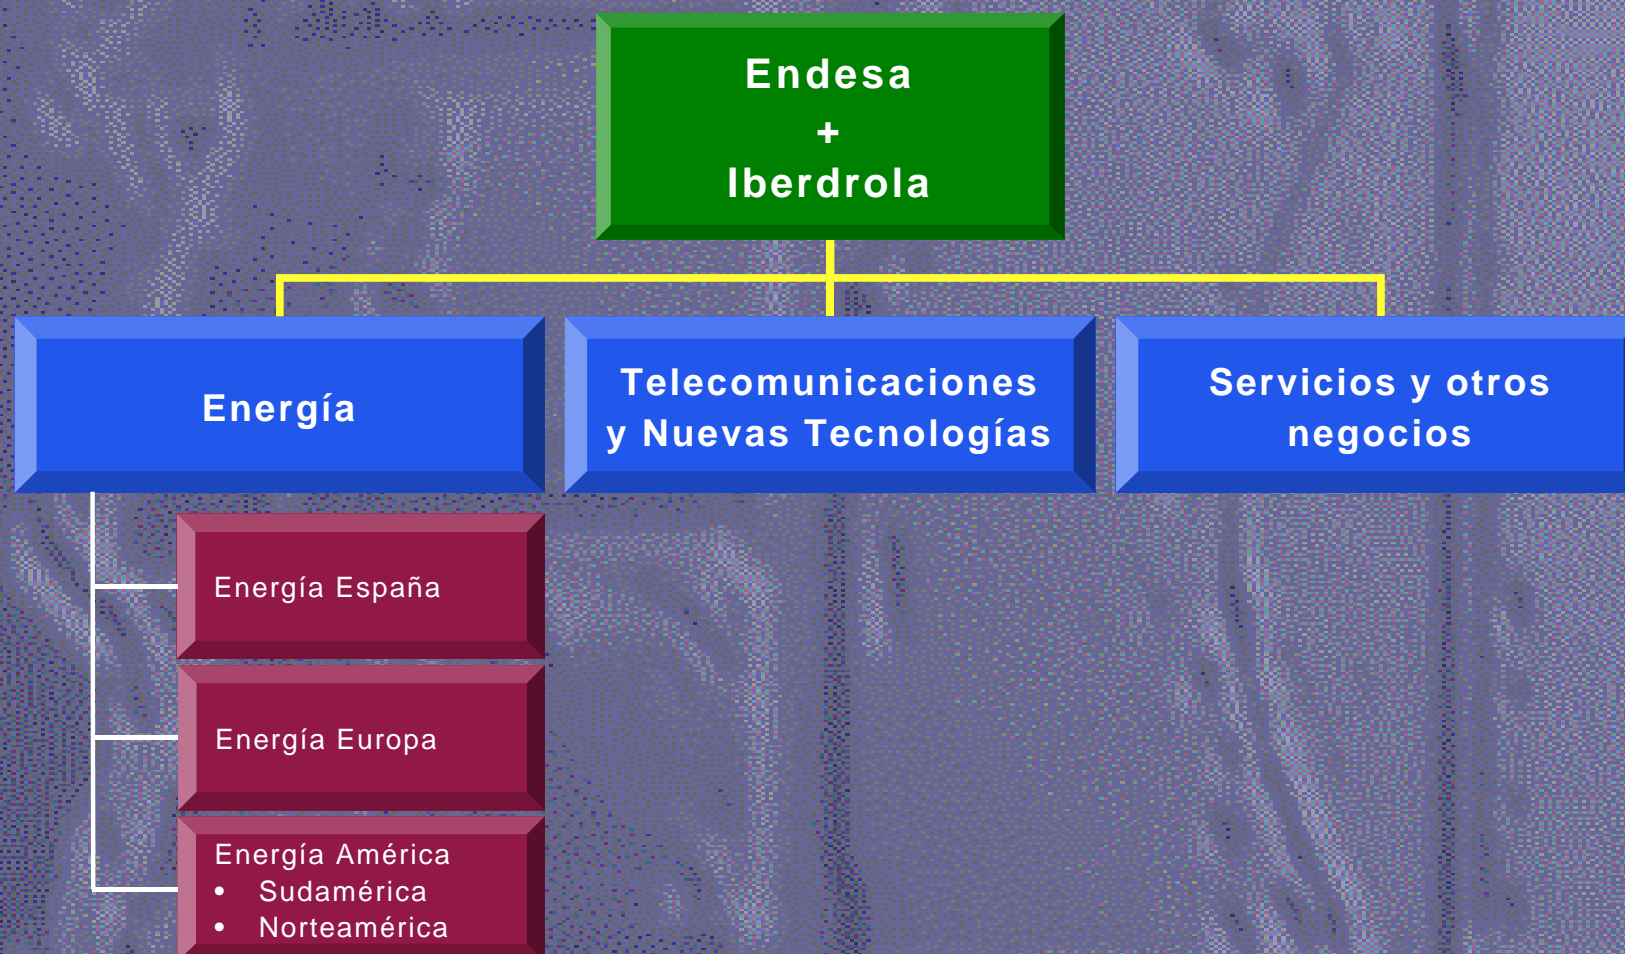 Endesa
+
Iberdrola
Energía
Telecomunicaciones
y Nuevas Tecnologías
Servicios y otros
negocios
Energía España
Energía Europa
Energía América
• Sudamérica
• Norteamérica